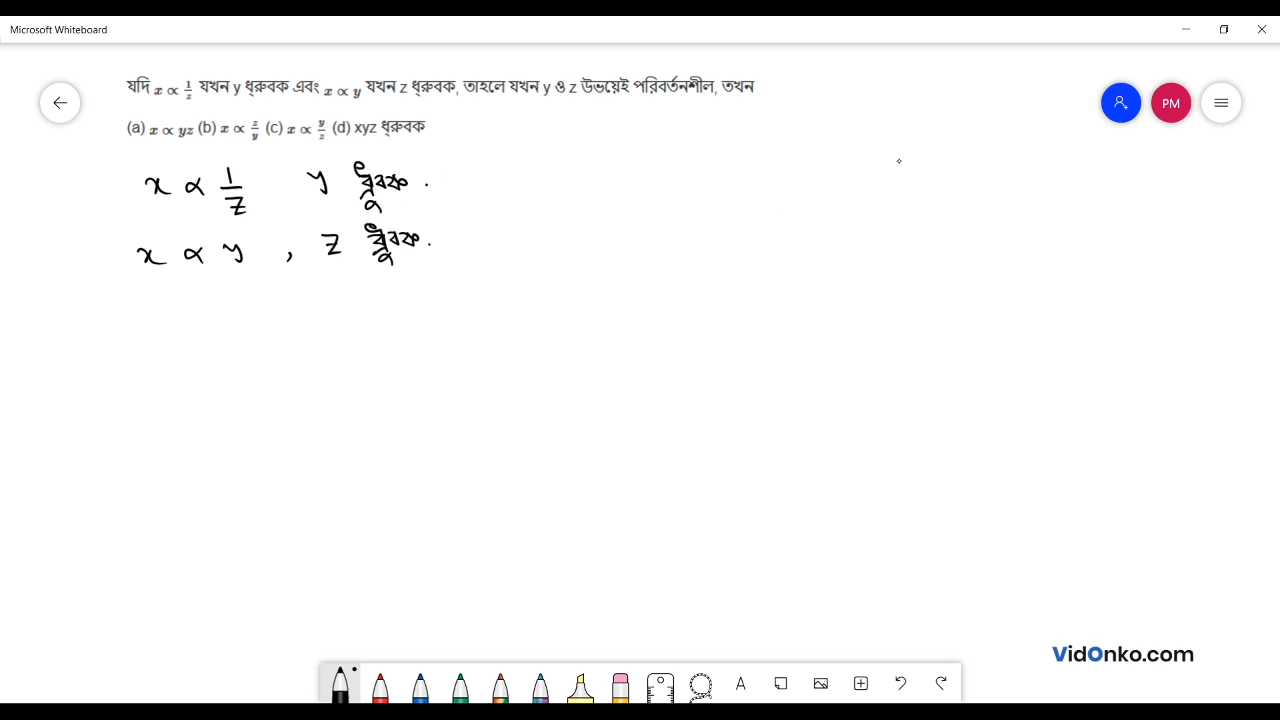 Microsoft Whiteboard
যদি x ∝ 1/z যখন y ধ্রুবক এবং x ∝ y যখন z ধ্রুবক, তাহলে যখন y ও z উভয়েই পরিবর্তনশীল, তখন
PM
(a) x ∝ yz (b) x ∝ z/y (c) x ∝ y/z (d) xyz ধ্রুবক
x ∝ 1/z y ধ্রুবক .
x ∝ y , z ধ্রুবক .
VidOnko.com
A